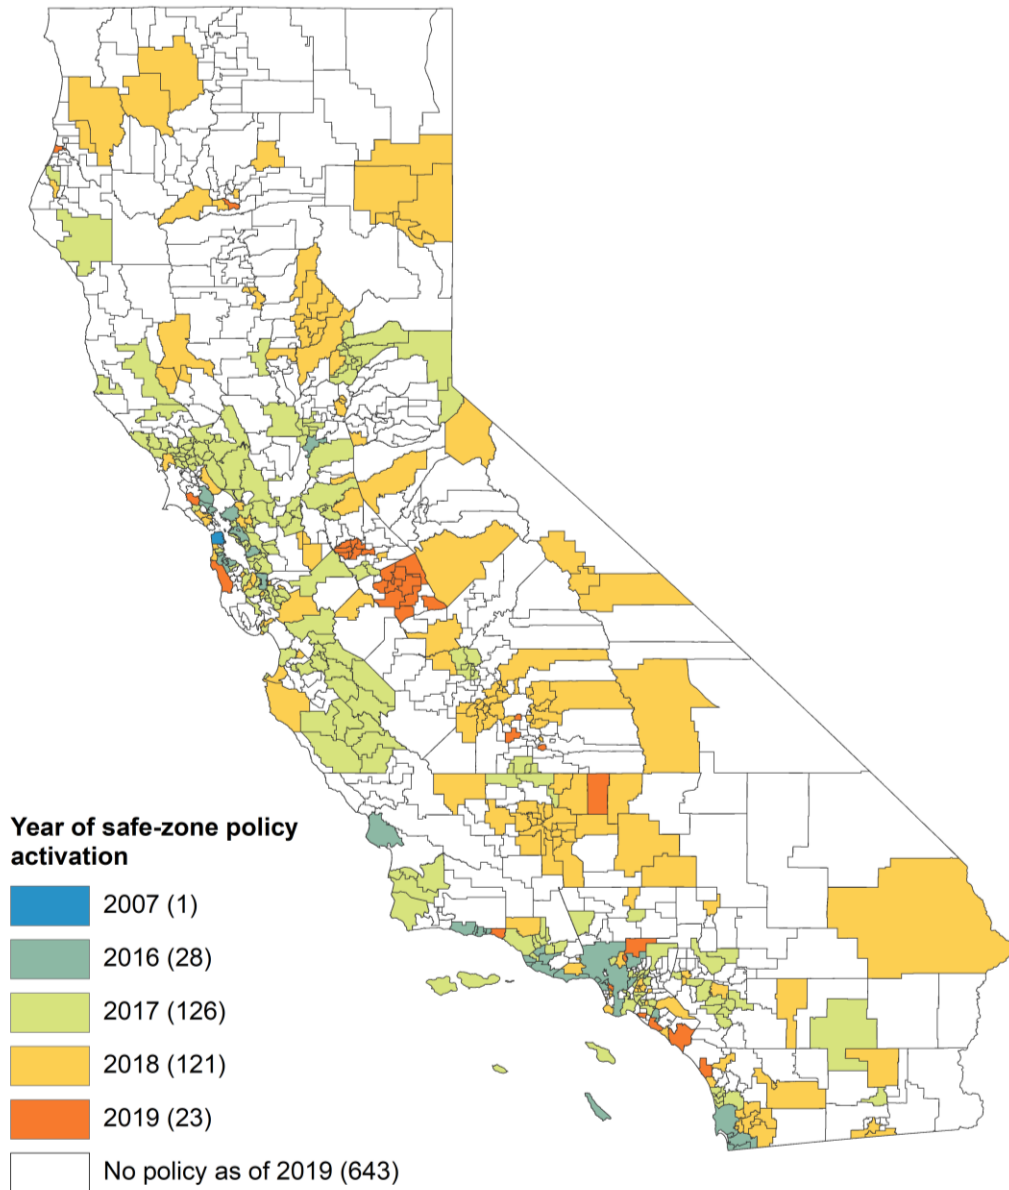 Year of safe-zone policy
activation
2007 (1)
2016 (28)
2017 (126)
2018 (121)
2019 (23)
No policy as of 2019 (643)